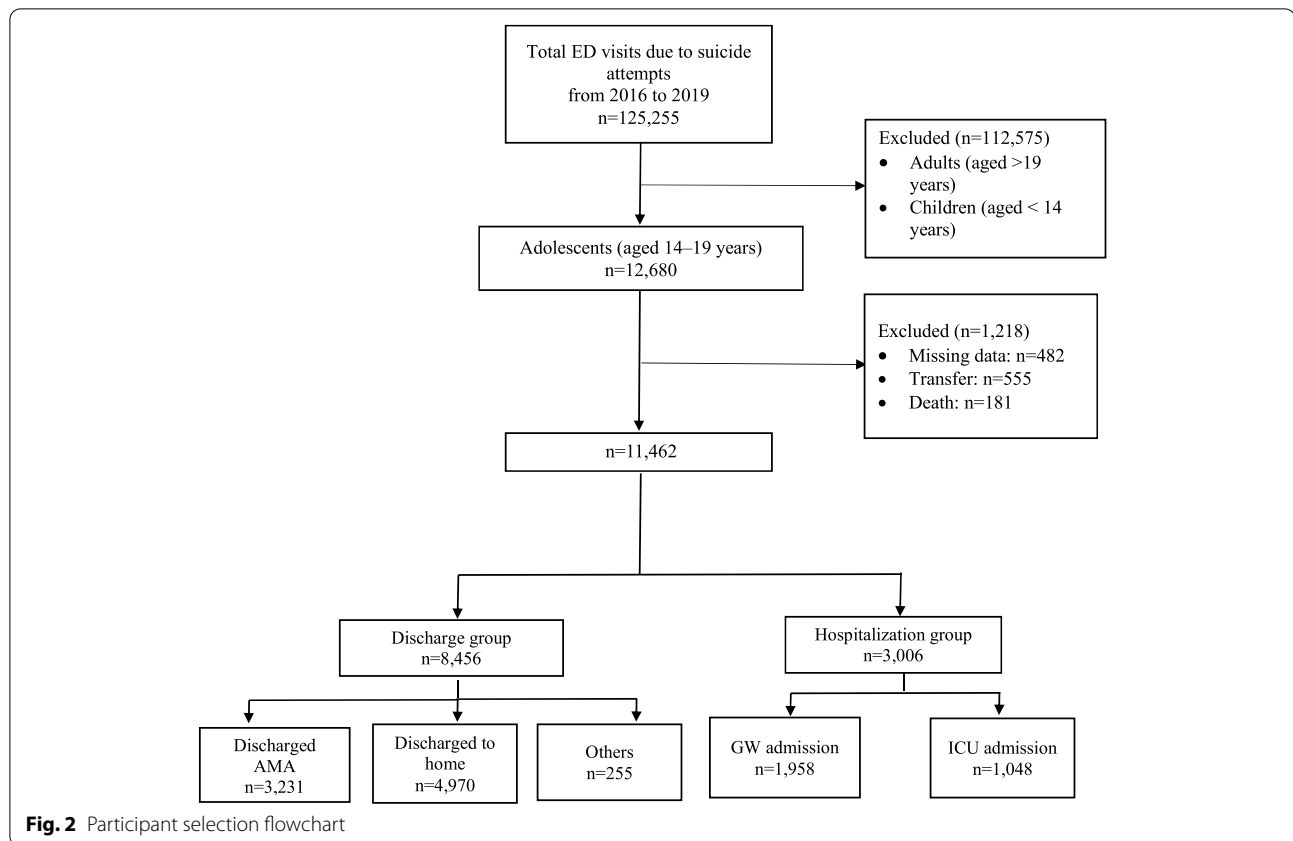 Total ED visits due to suicide
attempts
from 2016 to 2019
n=125,255
Excluded (n=112,575)
• Adults (aged >19
years)
• Children (aged < 14
years)
Adolescents (aged 14–19 years)
n=12,680
Excluded (n=1,218)
• Missing data: n=482
• Transfer: n=555
• Death: n=181
n=11,462
Discharge group
n=8,456
Hospitalization group
n=3,006
Discharged
AMA
n=3,231
Discharged to
home
n=4,970
Others
n=255
GW admission
n=1,958
ICU admission
n=1,048
Fig. 2 Participant selection flowchart